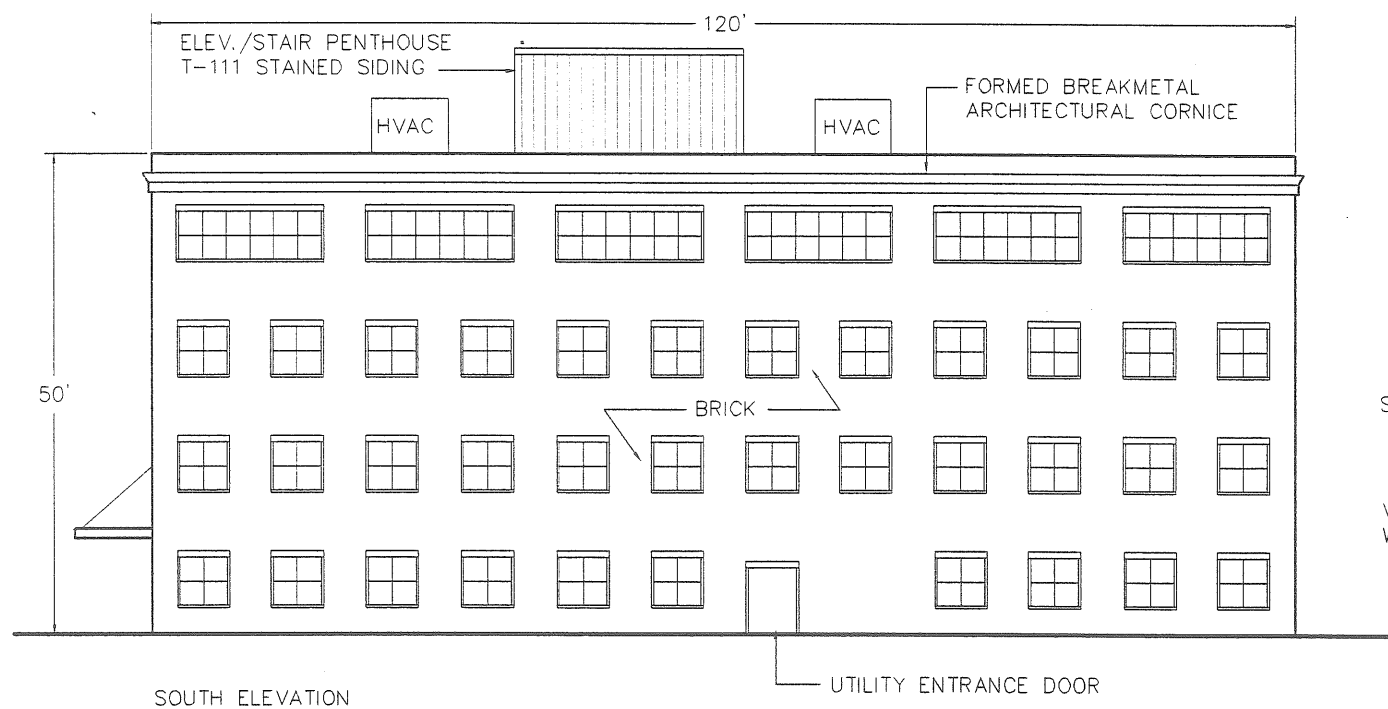 120'
ELEV./STAIR PENTHOUSE
T-111 STAINED SIDING
FORMED BREAKMETAL
ARCHITECTURAL CORNICE
HVAC
HVAC
50'
BRICK
UTILITY ENTRANCE DOOR
SOUTH ELEVATION